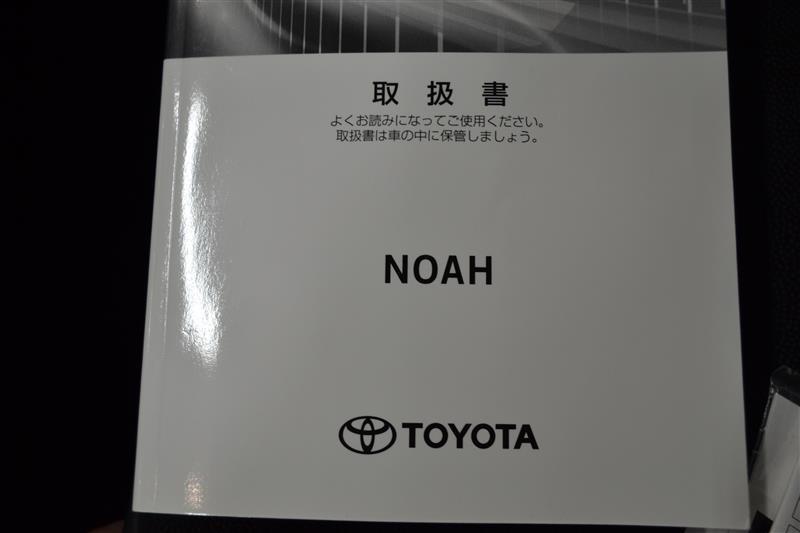 取扱書
よくお読みになってご使用ください。
取扱書は車の中に保管しましょう。
NOAH
TOYOTA